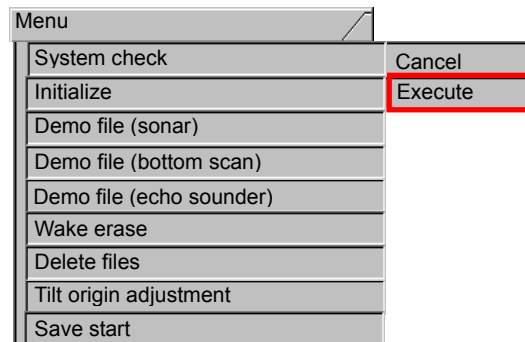 Menu
System check
Cancel
Initialize
Execute
Demo file (sonar)
Demo file (bottom scan)
Demo file (echo sounder)
Wake erase
Delete files
Tilt origin adjustment
Save start